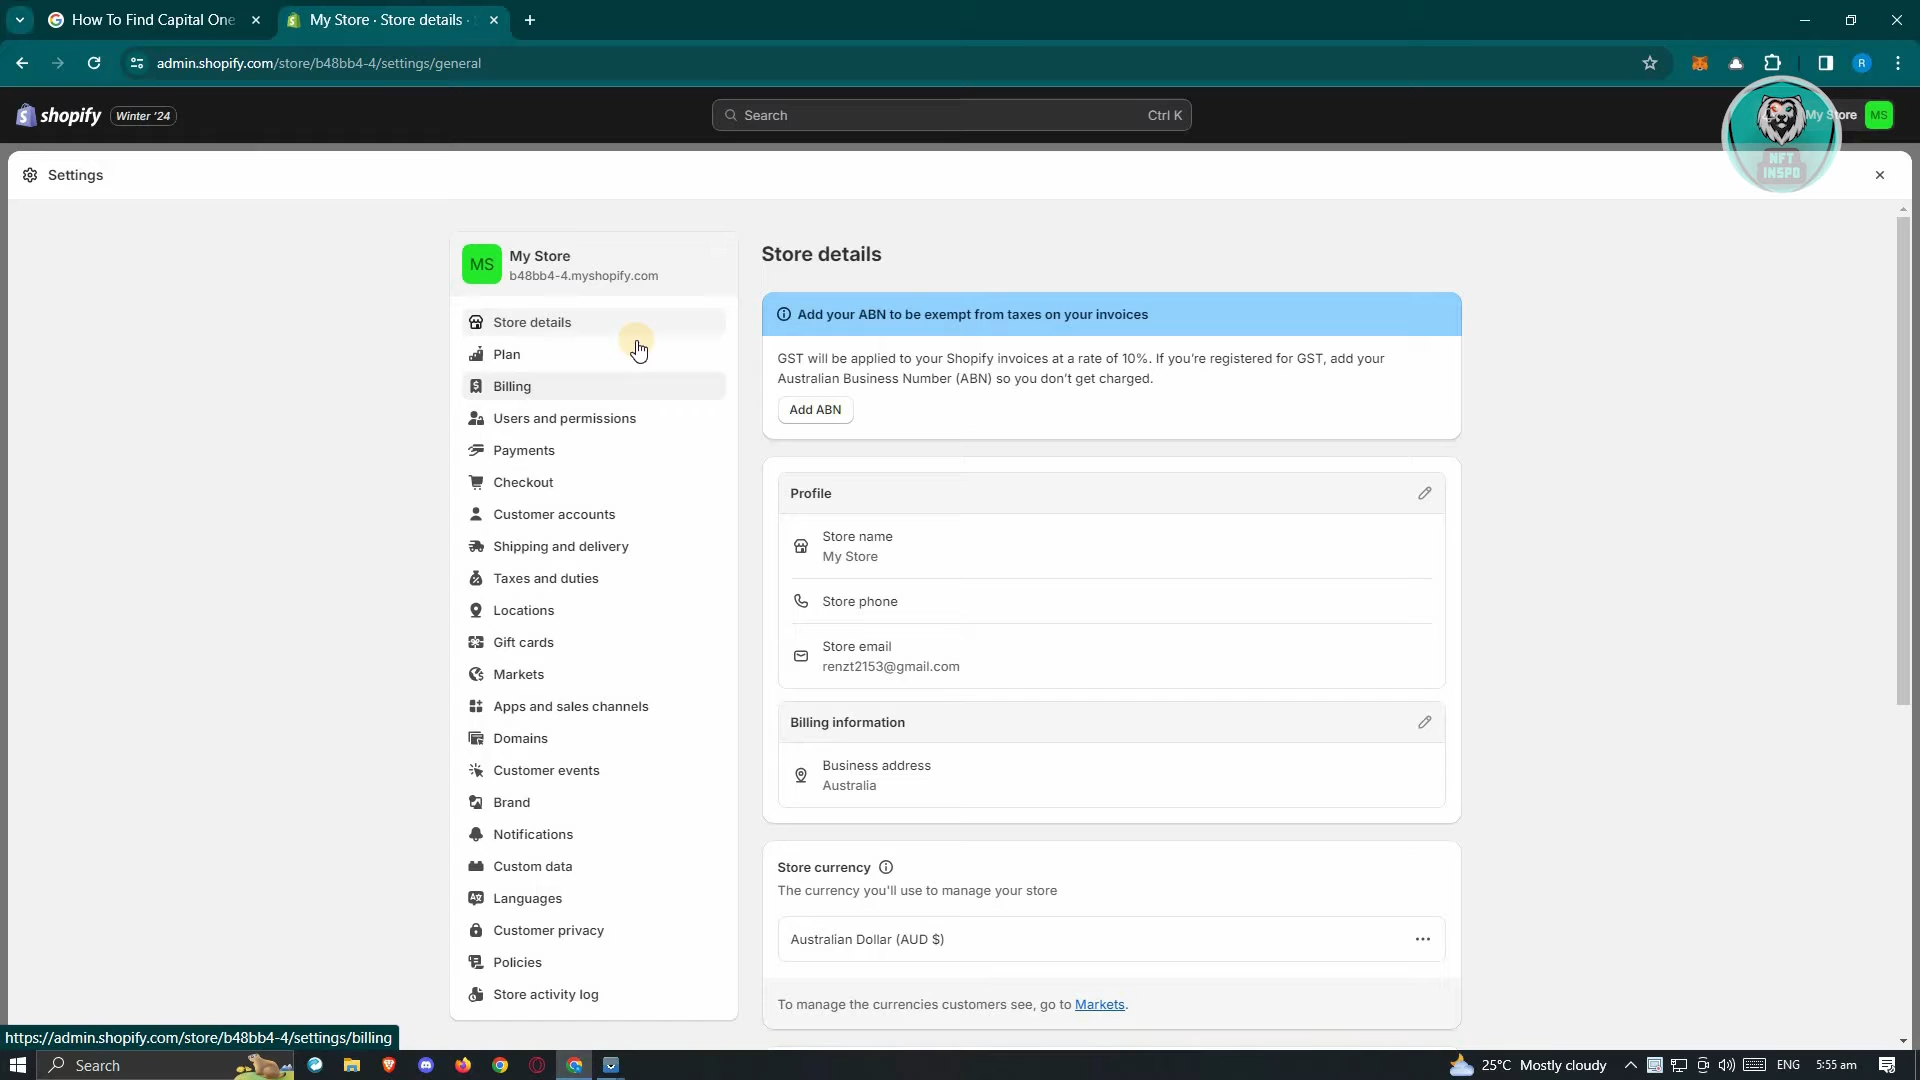 How To Find Capital One
My Store · Store details ·
admin.shopify.com/store/b48bb4-4/settings/general
R
shopify
Winter '24
Search
Ctrl K
My Store
MS
NFT
INSPO
Settings
MS
My Store
b48bb4-4.myshopify.com
Store details
Plan
Billing
Users and permissions
Payments
Checkout
Customer accounts
Shipping and delivery
Taxes and duties
Locations
Gift cards
Markets
Apps and sales channels
Domains
Customer events
Brand
Notifications
Custom data
Languages
Customer privacy
Policies
Store activity log
Store details
Add your ABN to be exempt from taxes on your invoices
GST will be applied to your Shopify invoices at a rate of 10%. If you're registered for GST, add your
Australian Business Number (ABN) so you don't get charged.
Add ABN
Profile
Store name
My Store
Store phone
Store email
renzt2153@gmail.com
Billing information
Business address
Australia
Store currency
The currency you'll use to manage your store
Australian Dollar (AUD $)
To manage the currencies customers see, go to Markets.
https://admin.shopify.com/store/b48bb4-4/settings/billing
Search
25°C Mostly cloudy
ENG
5:55 am